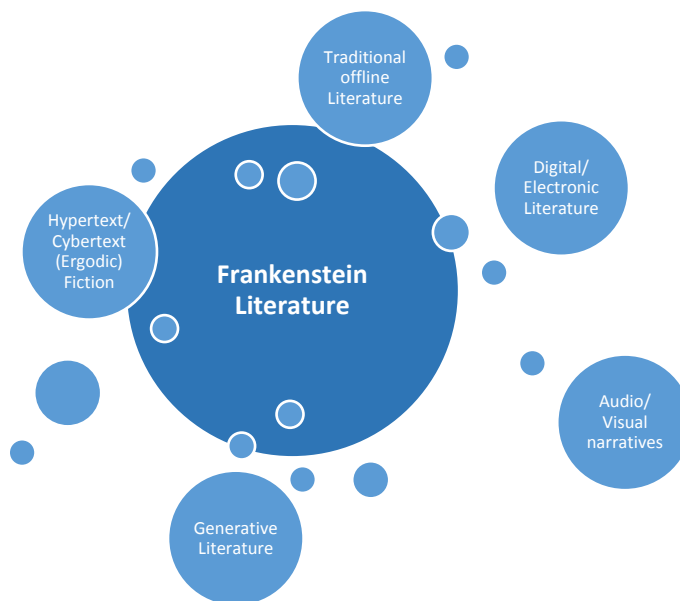 Traditional
offline
Literature
Digital/
Electronic
Literature
Hypertext/
Cybertext
(Ergodic)
Fiction
Frankenstein
Literature
Audio/
Visual
narratives
Generative
Literature